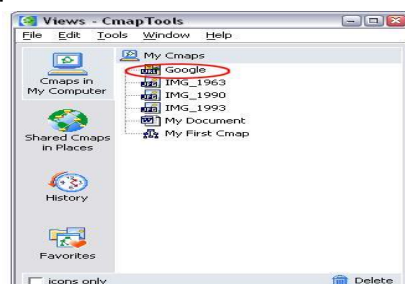 Views - CmapTools
File Edit Tools Window Help
My Cmaps
Cmaps in
My Computer
Google
IMG_1963
IMG_1990
IMG_1993
My Document
My First Cmap
Shared Cmaps
in Places
History
Favorites
icons only
Delete